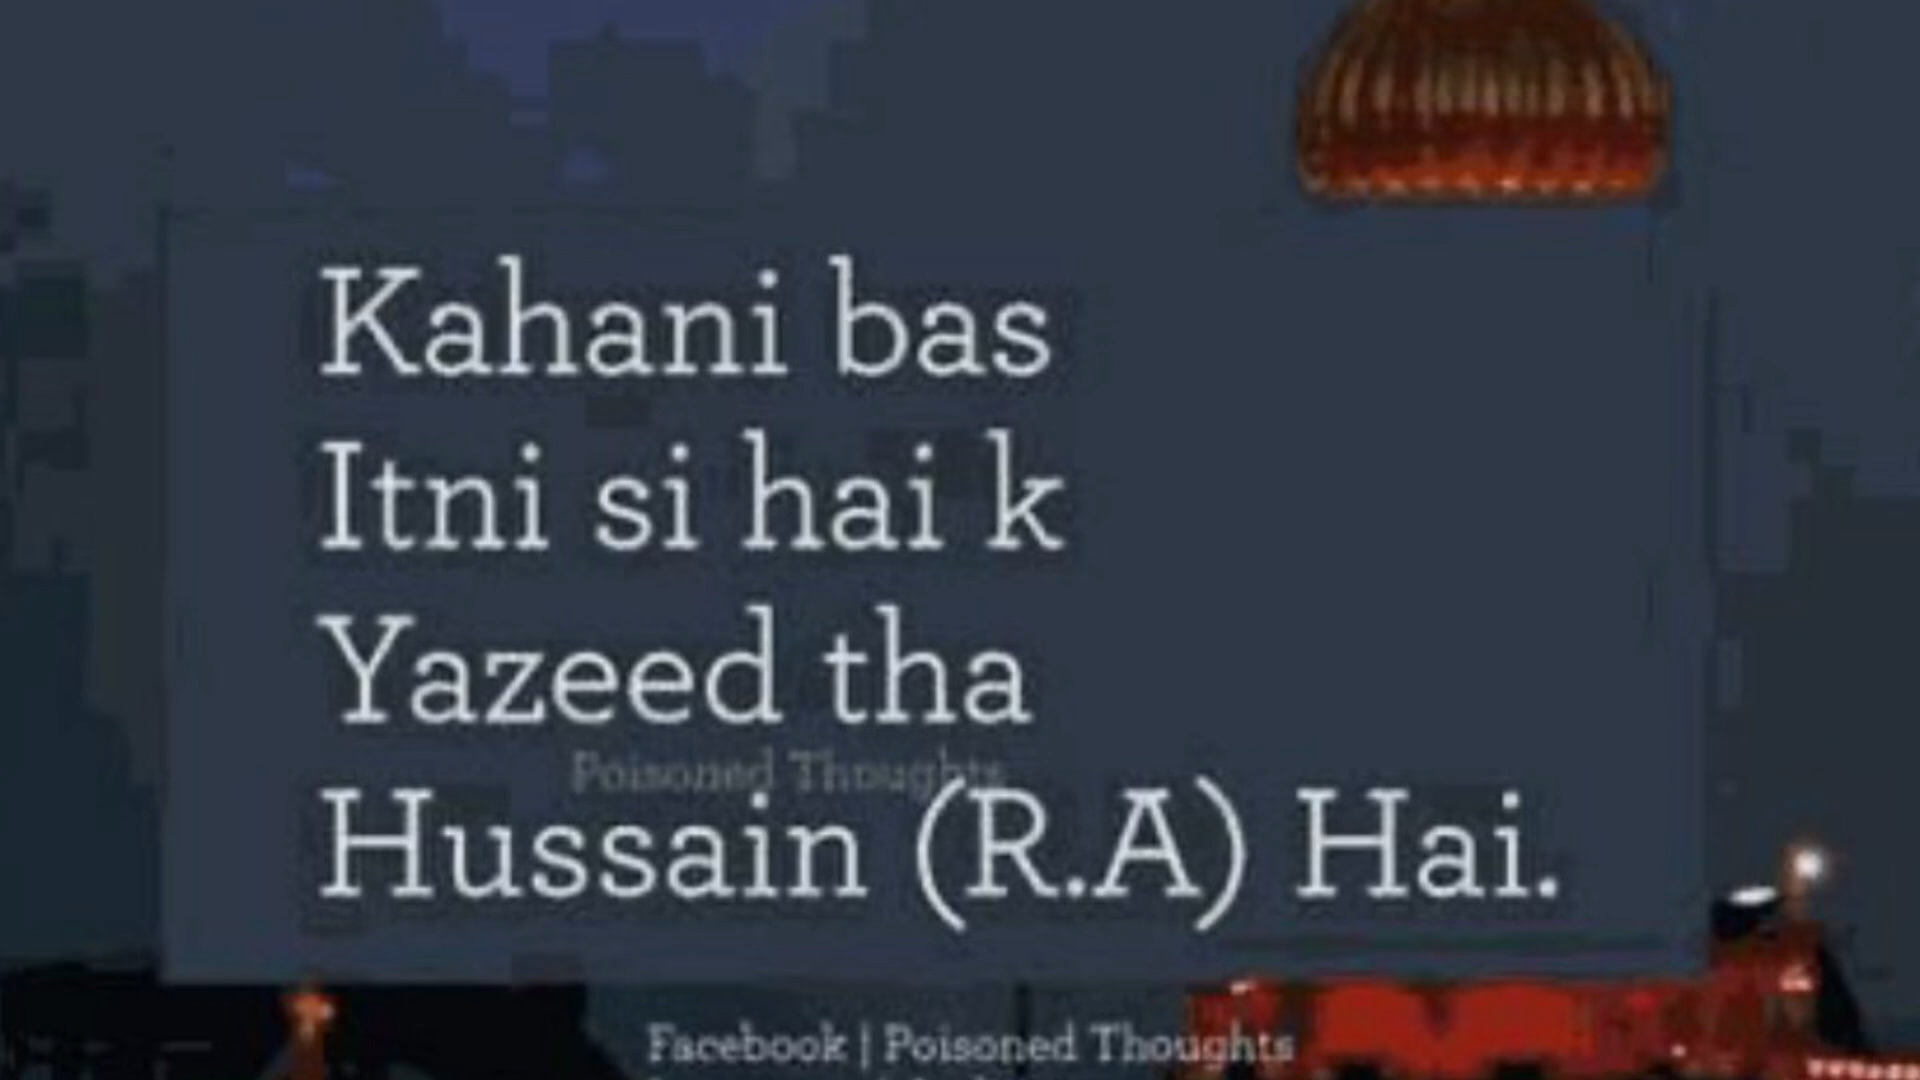 Kahani bas
Itni si hai k
Yazeed tha
Poisoned Thoughts
Hussain (R.A) Hai.
Facebook | Poisoned Thoughts